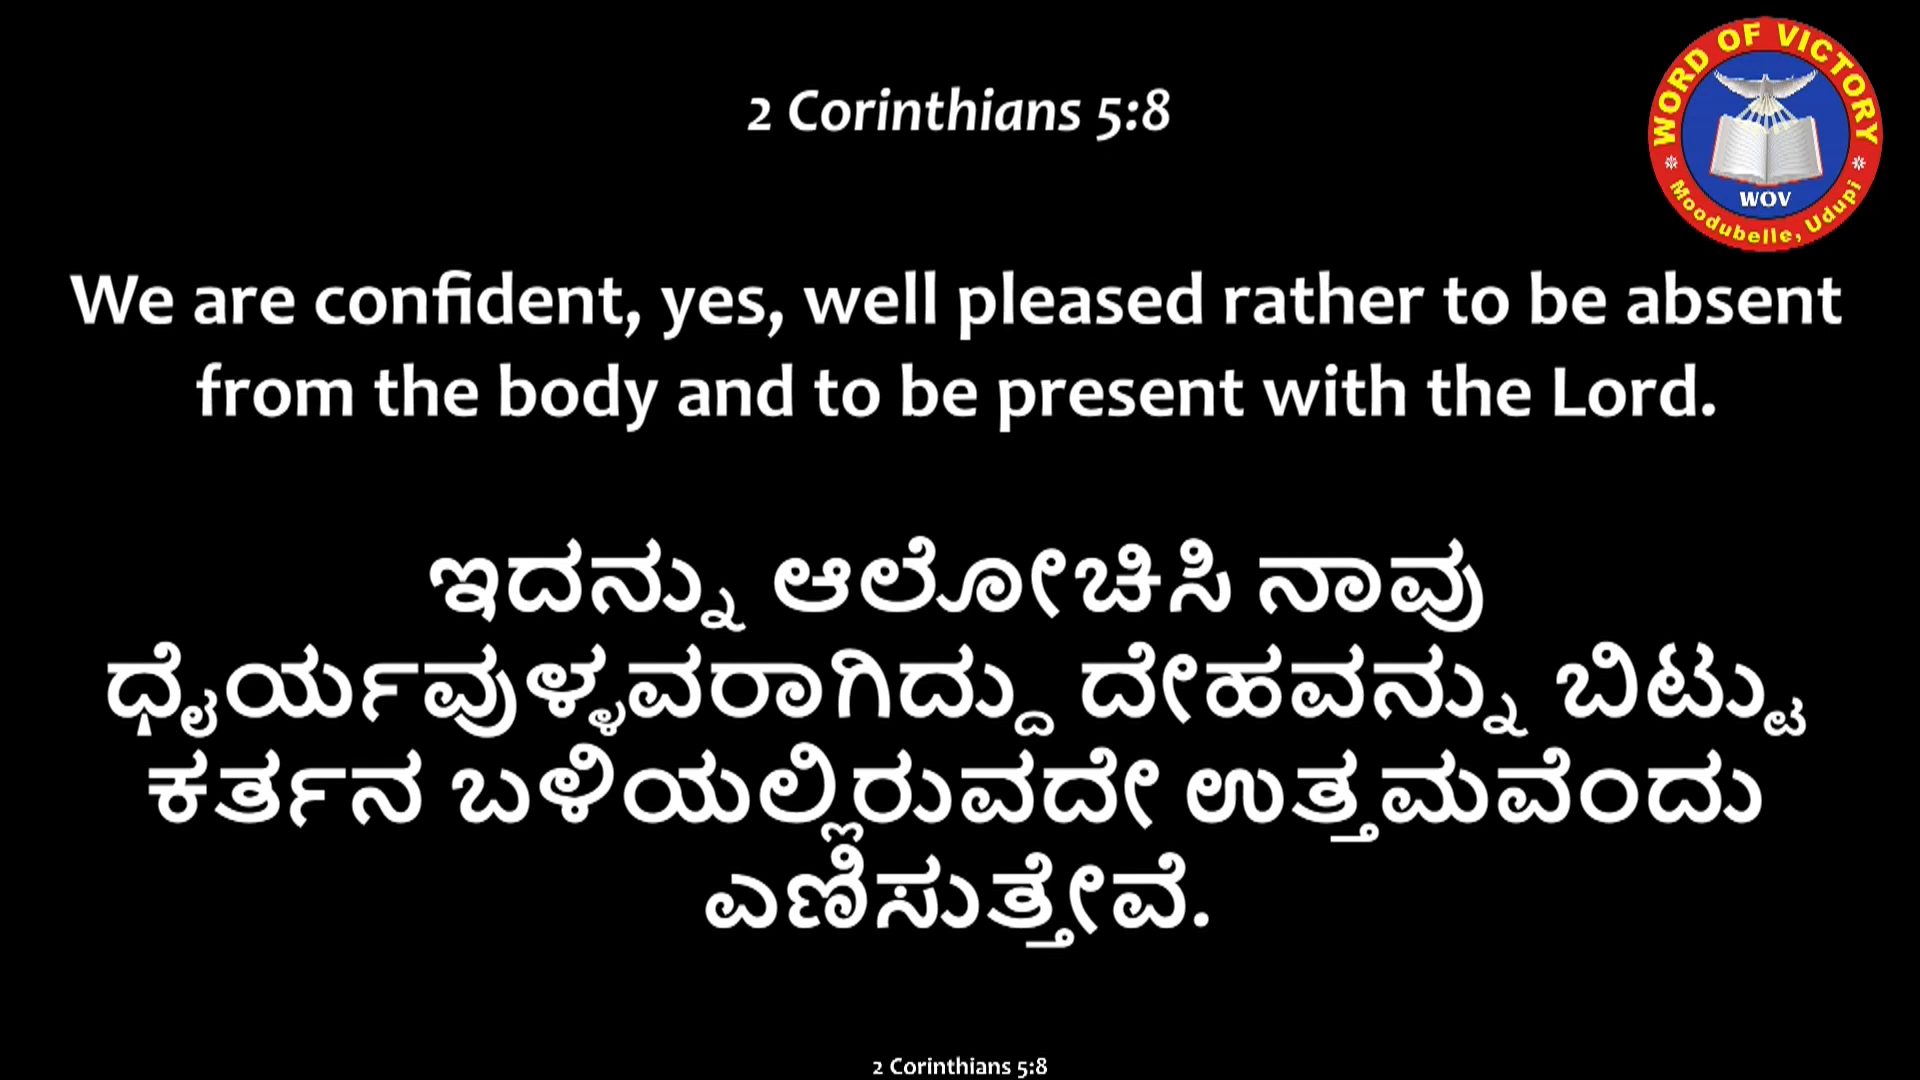 2 Corinthians 5:8
WORD OF VICTORY
WOV
Moodubelle, Udupi
We are confident, yes, well pleased rather to be absent
from the body and to be present with the Lord.
ಇದನ್ನು ಆಲೋಚಿಸಿ ನಾವು
ಧೈರ್ಯವುಳ್ಳವರಾಗಿದ್ದು ದೇಹವನ್ನು ಬಿಟ್ಟು
ಕರ್ತನ ಬಳಿಯಲ್ಲಿರುವದೇ ಉತ್ತಮವೆಂದು
ಎಣಿಸುತ್ತೇವೆ.
2 Corinthians 5:8